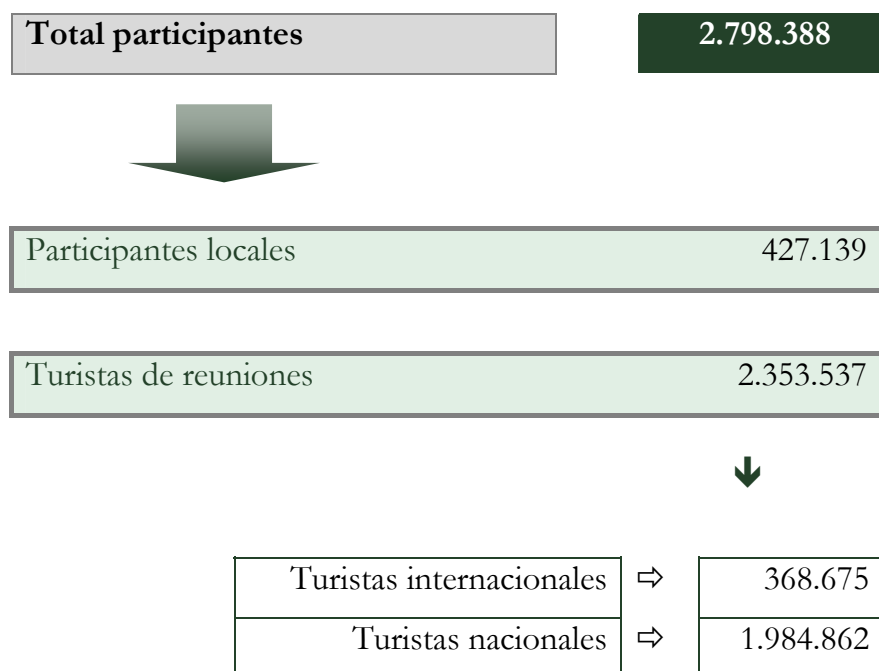 Total participantes 2.798.388
Participantes locales 427.139
Turistas de reuniones 2.353.537
Turistas internacionales ⇨ 368.675
Turistas nacionales ⇨ 1.984.862